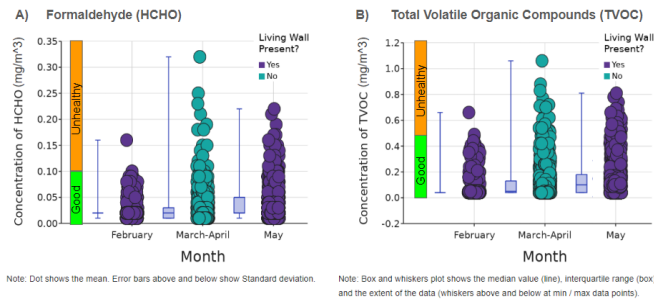 A) Formaldehyde (HCHO)
Living Wall
Present?
Yes
No
Concentration of HCHO (mg/m^3)
0.35
0.30
0.25
0.20
0.15
0.10
0.05
0.00
Unhealthy
Good
February
March-April
May
Month
Note: Dot shows the mean. Error bars above and below show Standard deviation.
B) Total Volatile Organic Compounds (TVOC)
Living Wall
Present?
Yes
No
Concentration of TVOC (mg/m^3)
1.2
1.0
0.8
0.6
0.4
0.2
0.0
-0.2
Unhealthy
Good
February
March-April
May
Month
Note: Box and whiskers plot shows the median value (line), interquartile range (box)
and the extent of the data (whiskers above and below at min / max data points).